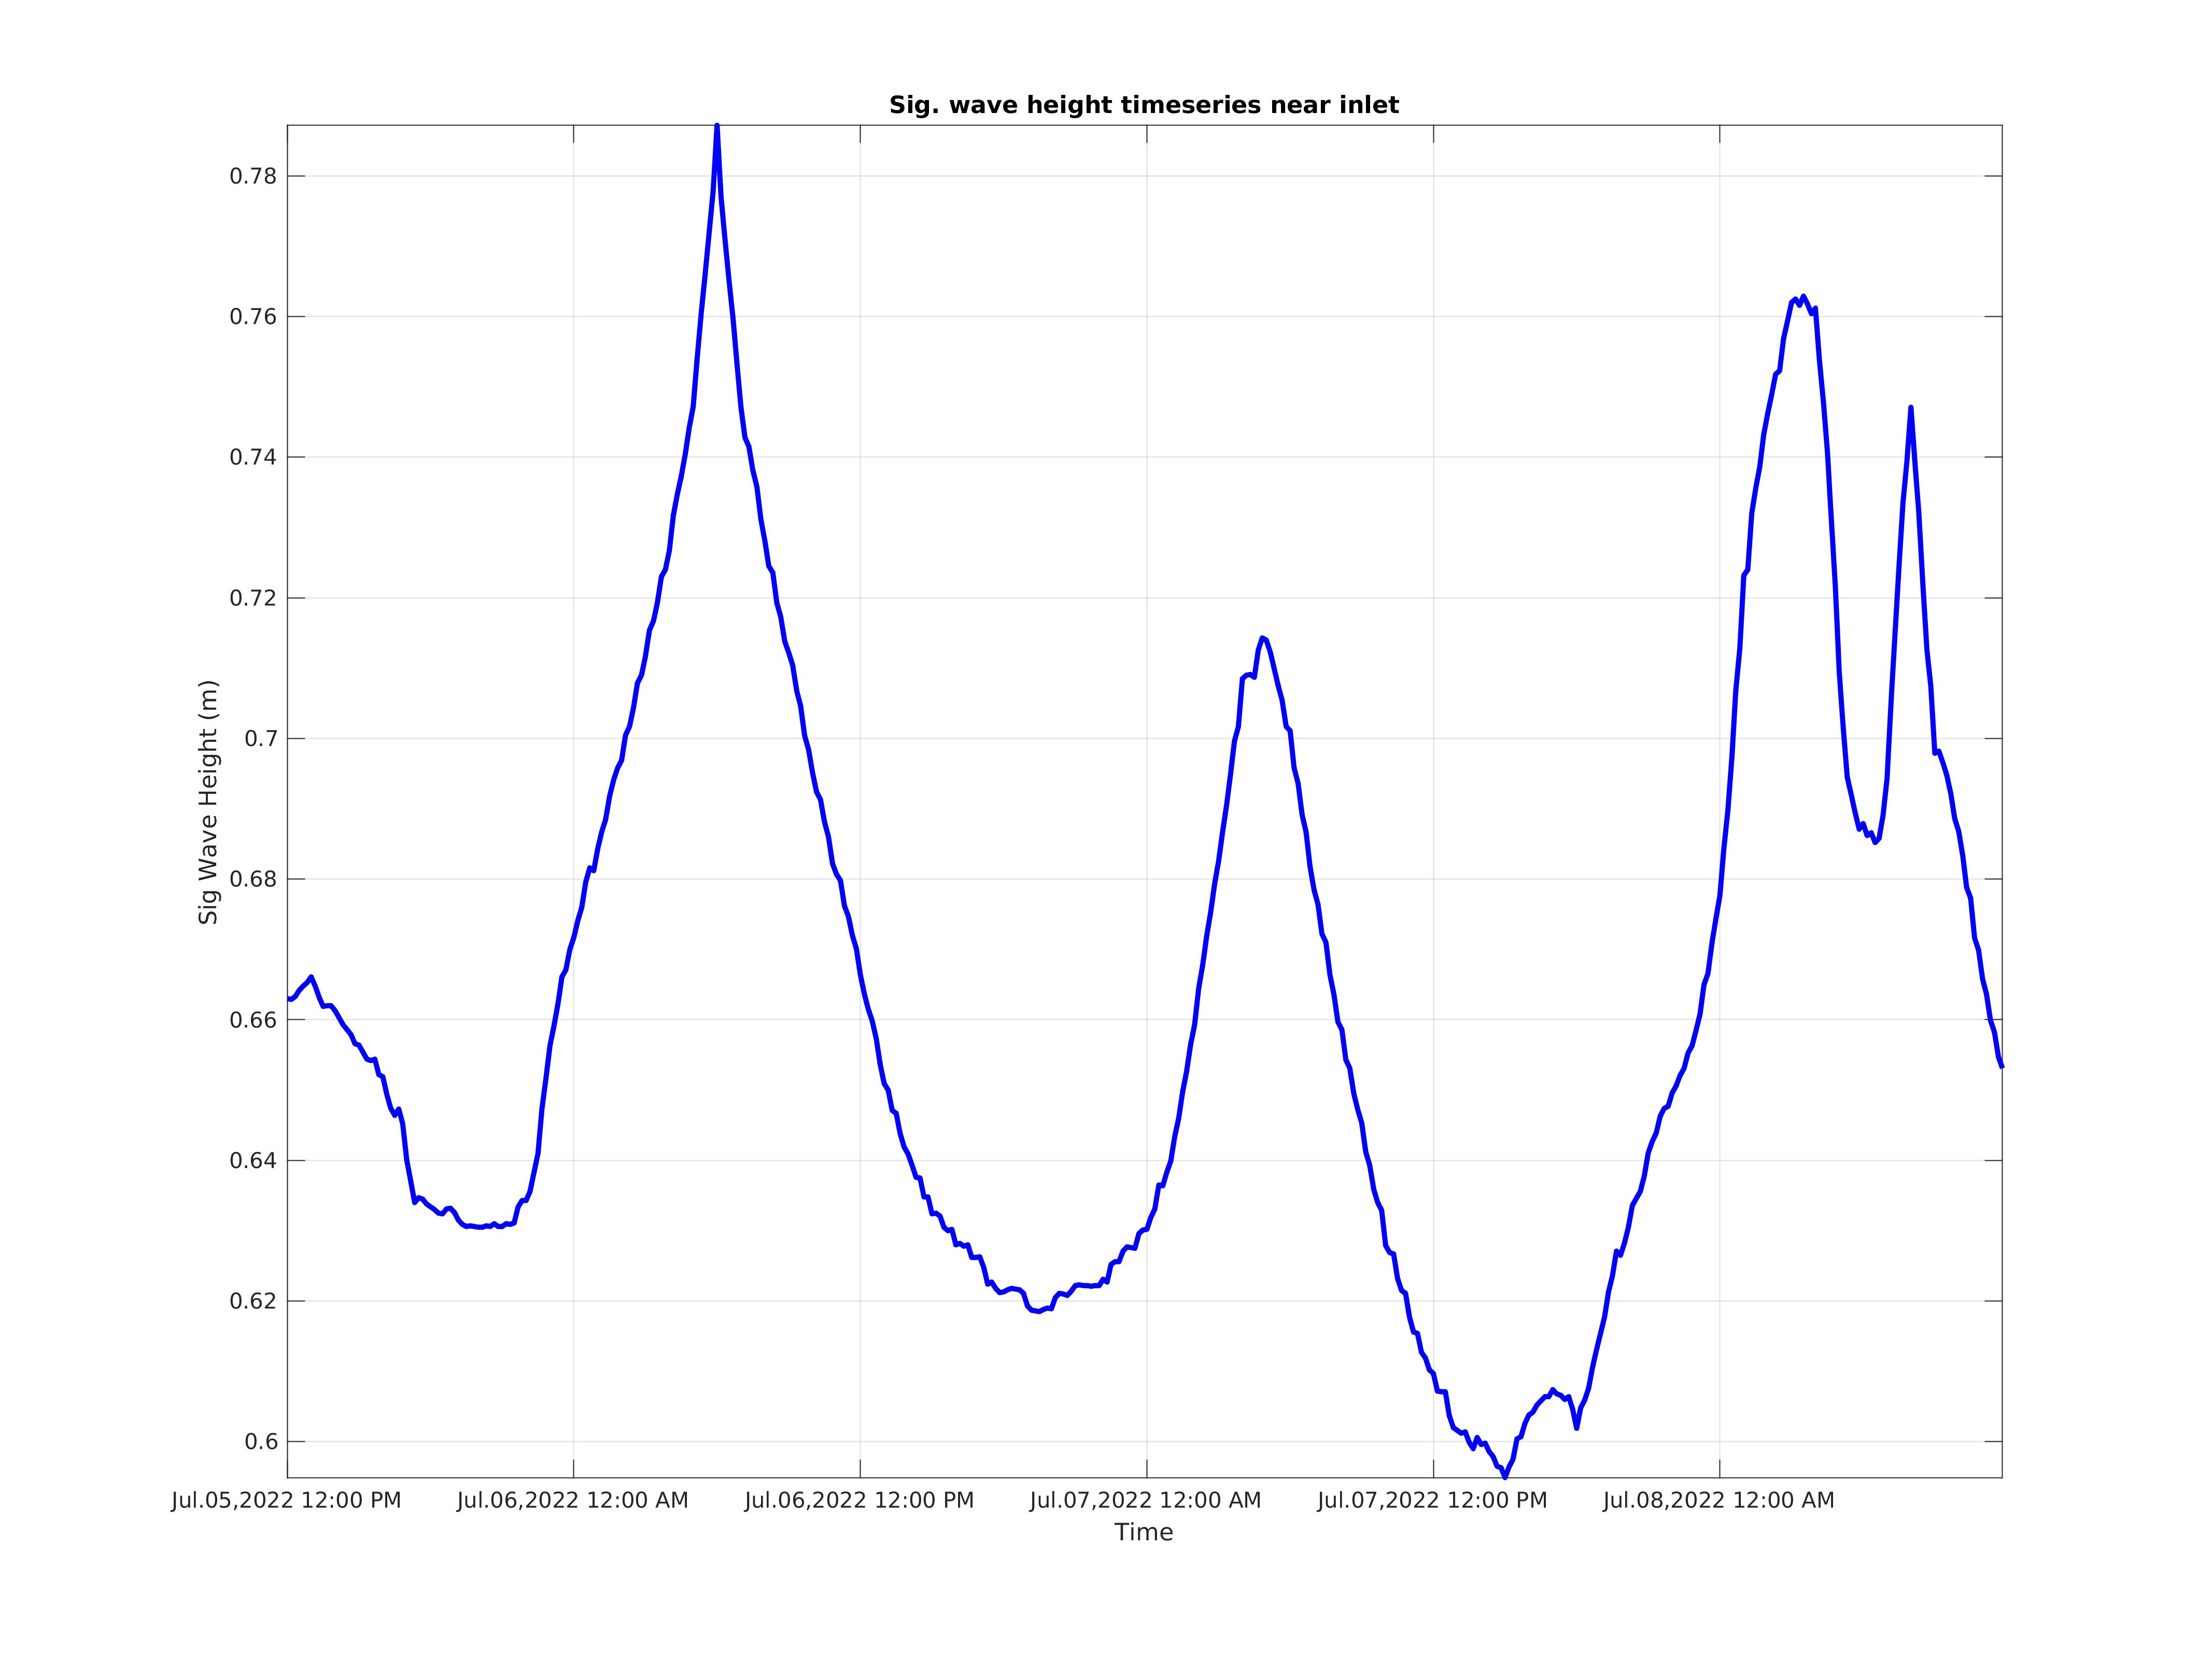 Sig. wave height timeseries near inlet
0.78
0.76
0.74
0.72
0.7
0.68
0.66
0.64
0.62
0.6
Sig Wave Height (m)
Jul.05,2022 12:00 PM
Jul.06,2022 12:00 AM
Jul.06,2022 12:00 PM
Jul.07,2022 12:00 AM
Jul.07,2022 12:00 PM
Jul.08,2022 12:00 AM
Time